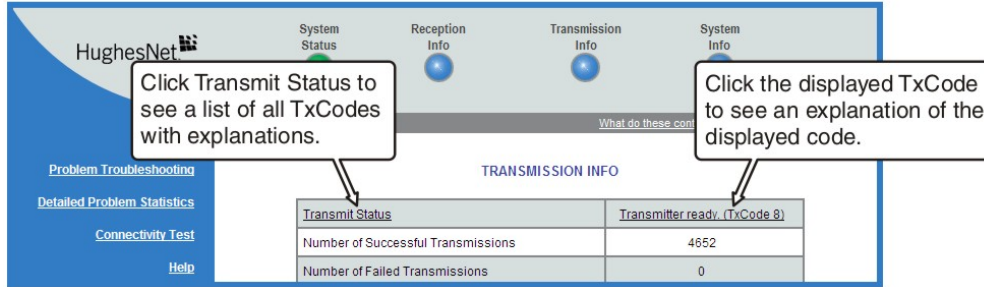 HughesNet.
System
Status
Reception
Info
Transmission
Info
System
Info
Click Transmit Status to
see a list of all TxCodes
with explanations.
Click the displayed TxCode
to see an explanation of the
displayed code.
What do these
Problem Troubleshooting
Detailed Problem Statistics
Connectivity Test
Help
TRANSMISSION INFO
Transmit Status
Transmitter ready. (TxCode 8)
Number of Successful Transmissions
4652
Number of Failed Transmissions
0